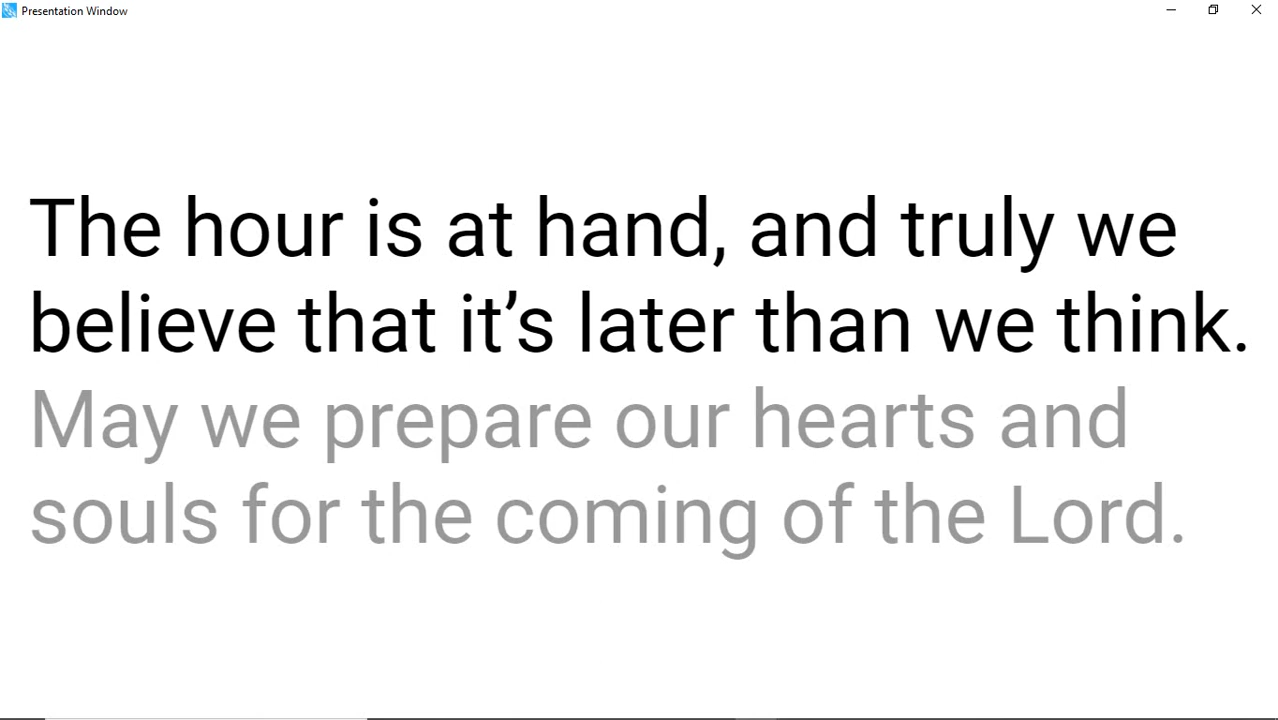 Presentation Window
The hour is at hand, and truly we
believe that it’s later than we think.
May we prepare our hearts and
souls for the coming of the Lord.